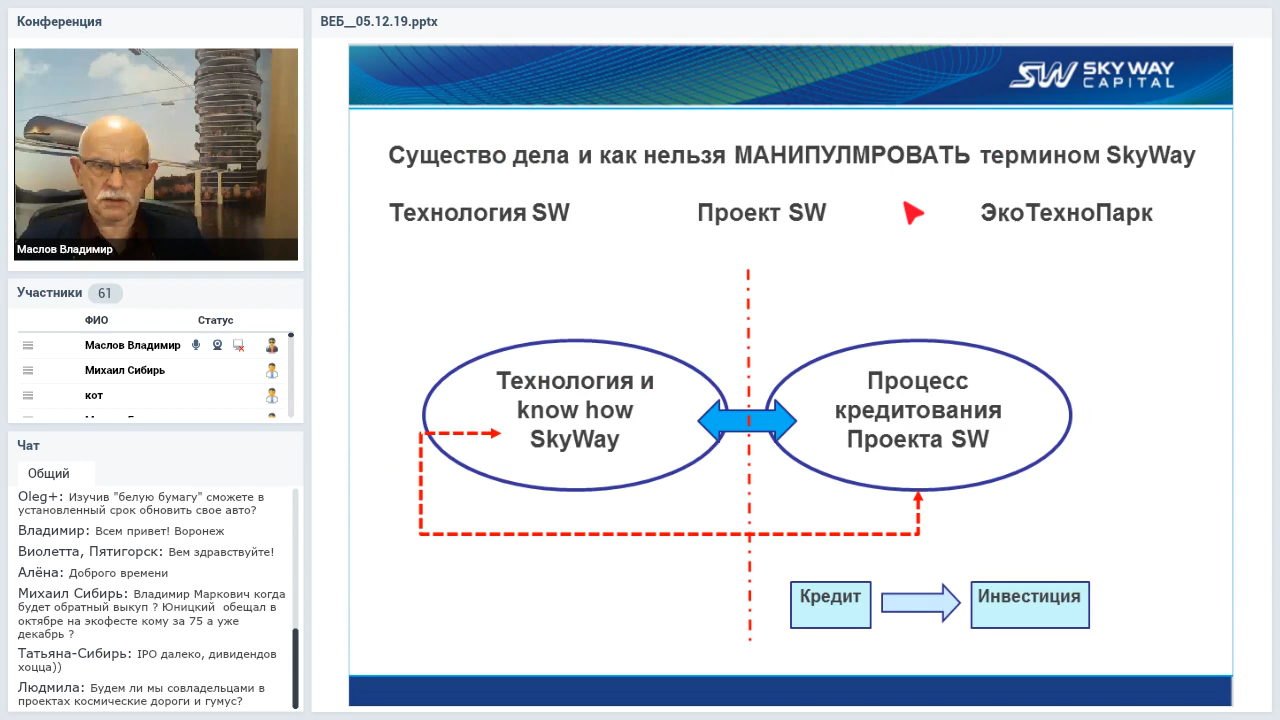 Конференция
Маслов Владимир
Участники 61
ФИО Статус
Маслов Владимир
Михаил Сибирь
кот
Чат
Общий
Oleg+: Изучив "белую бумагу" сможете в
установленный срок обновить свое авто?
Владимир: Всем привет! Воронеж
Виолетта, Пятигорск: Вем здравствуйте!
Алёна: Доброго времени
Михаил Сибирь: Владимир Маркович когда
будет обратный выкуп ? Юницкий обещал в
октябре на экофесте кому за 75 а уже
декабрь ?
Татьяна-Сибирь: IPO далеко, дивидендов
хоцца))
Людмила: Будем ли мы совладельцами в
проектах космические дороги и гумус?
ВЕБ__05.12.19.pptx
SW SKY WAY
CAPITAL
Существо дела и как нельзя МАНИПУЛМРОВАТЬ термином SkyWay
Технология SW Проект SW ЭкоТехноПарк
Технология и
know how
SkyWay
Процесс
кредитования
Проекта SW
Кредит Инвестиция